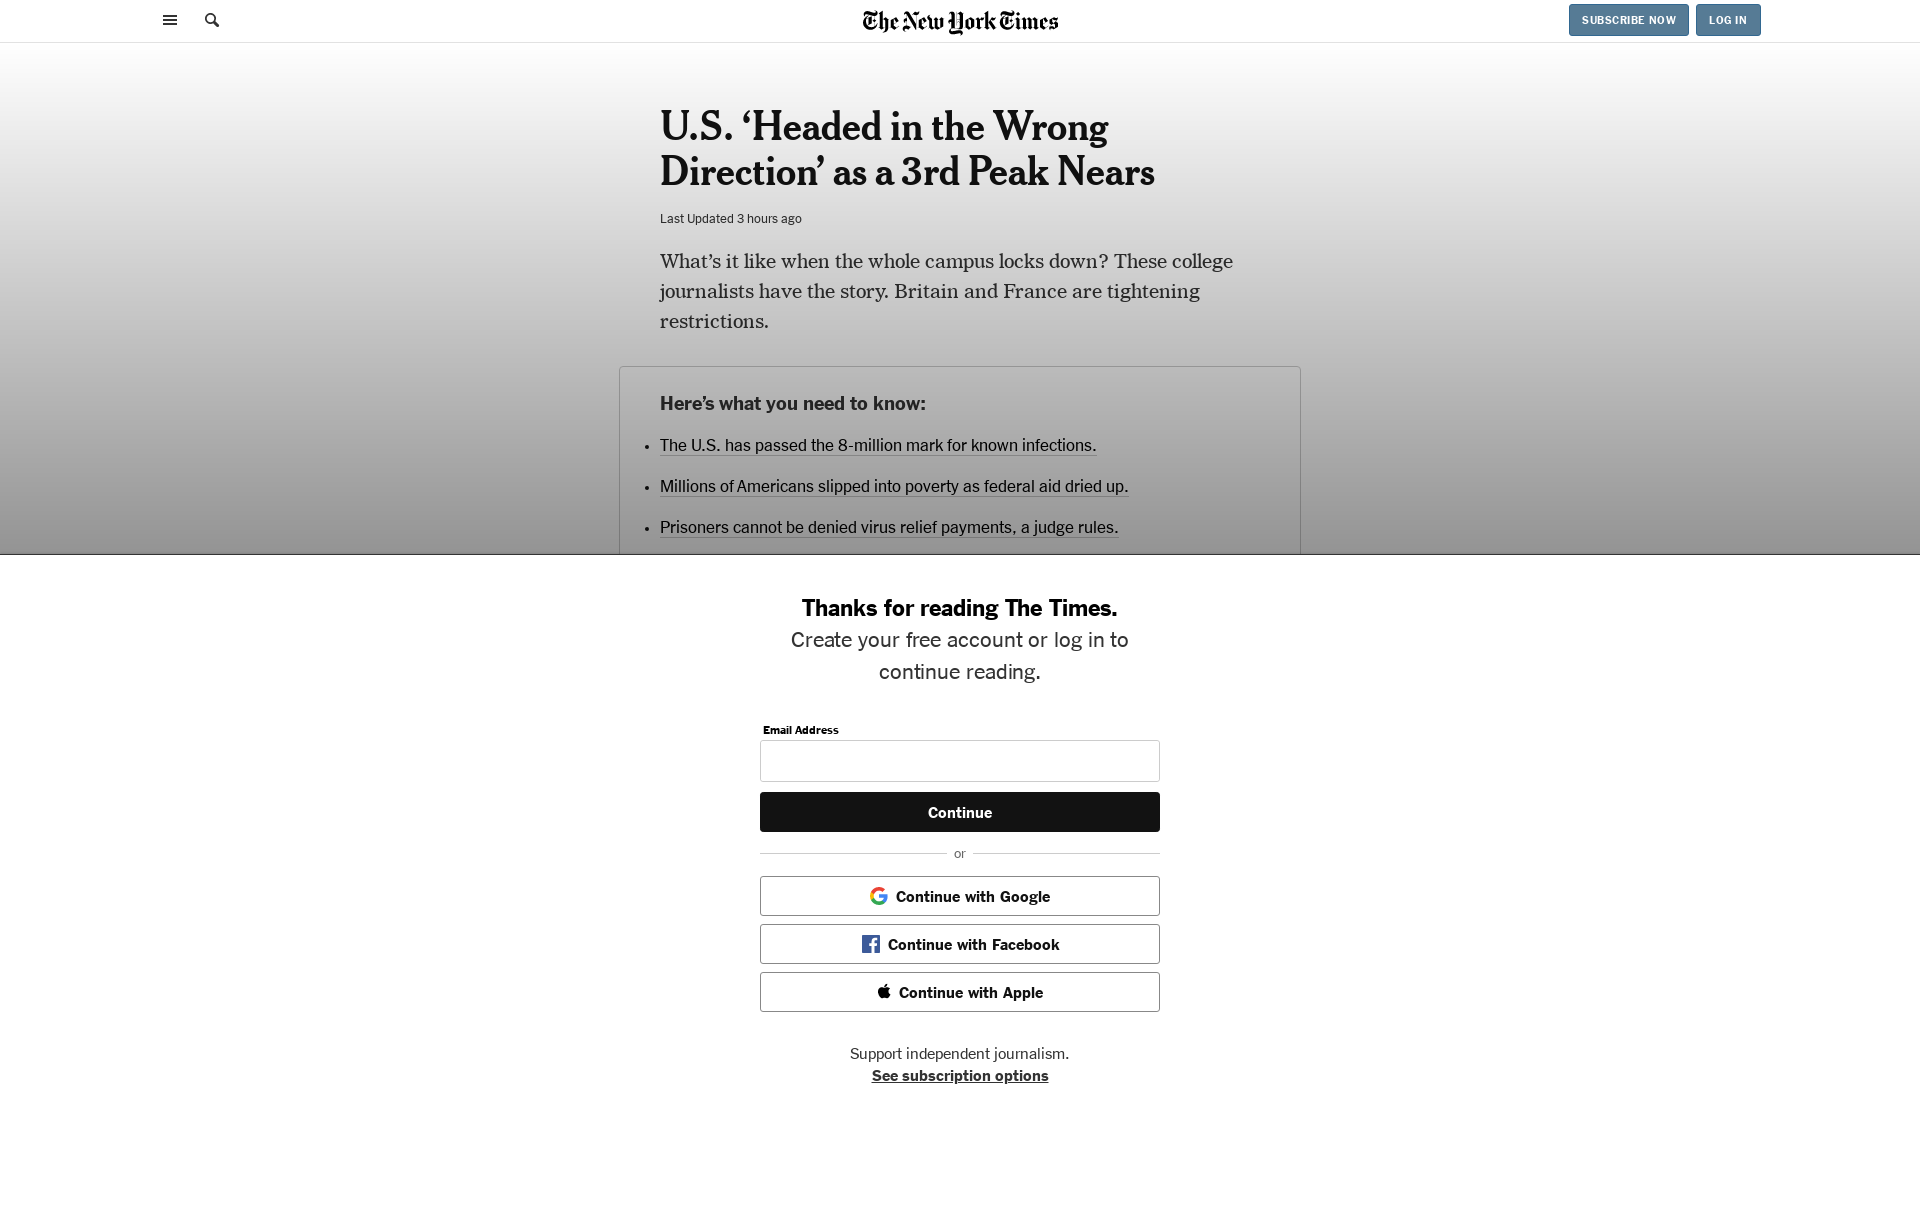 The New York Times
SUBSCRIBE NOW
LOG IN
U.S. ‘Headed in the Wrong
Direction’ as a 3rd Peak Nears
Last Updated 3 hours ago
What’s it like when the whole campus locks down? These college
journalists have the story. Britain and France are tightening
restrictions.
Here’s what you need to know:
• The U.S. has passed the 8-million mark for known infections.
• Millions of Americans slipped into poverty as federal aid dried up.
• Prisoners cannot be denied virus relief payments, a judge rules.
Thanks for reading The Times.
Create your free account or log in to
continue reading.
Email Address
Continue
or
Continue with Google
Continue with Facebook
Continue with Apple
Support independent journalism.
See subscription options